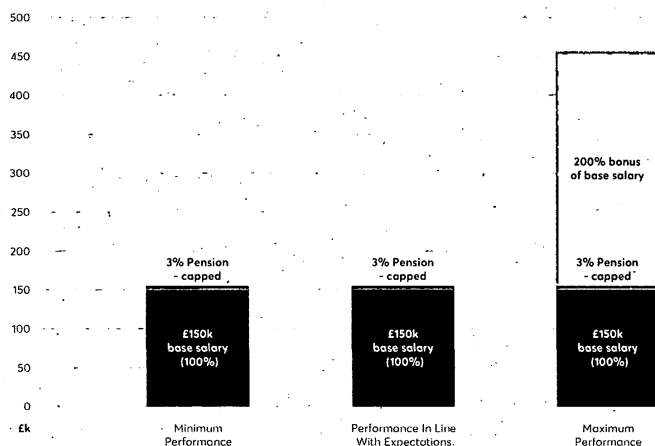 500
450
400
350
300
250
200
150
100
50
0
£k
3% Pension
- capped
£150k
base salary
(100%)
Minimum
Performance
3% Pension
- capped
£150k
base salary
(100%)
Performance In Line
With Expectations.
200% bonus
of base salary
3% Pension
- capped
£150k
base salary
(100%)
Maximum
Performance